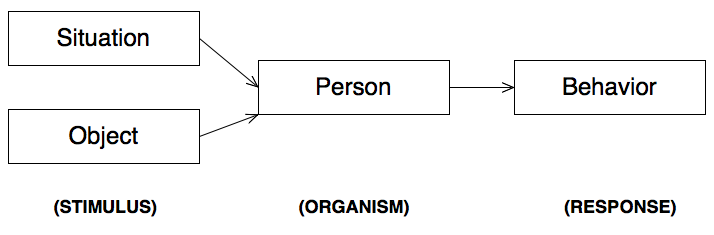 Situation
Person
Behavior
Object
(STIMULUS)
(ORGANISM)
(RESPONSE)